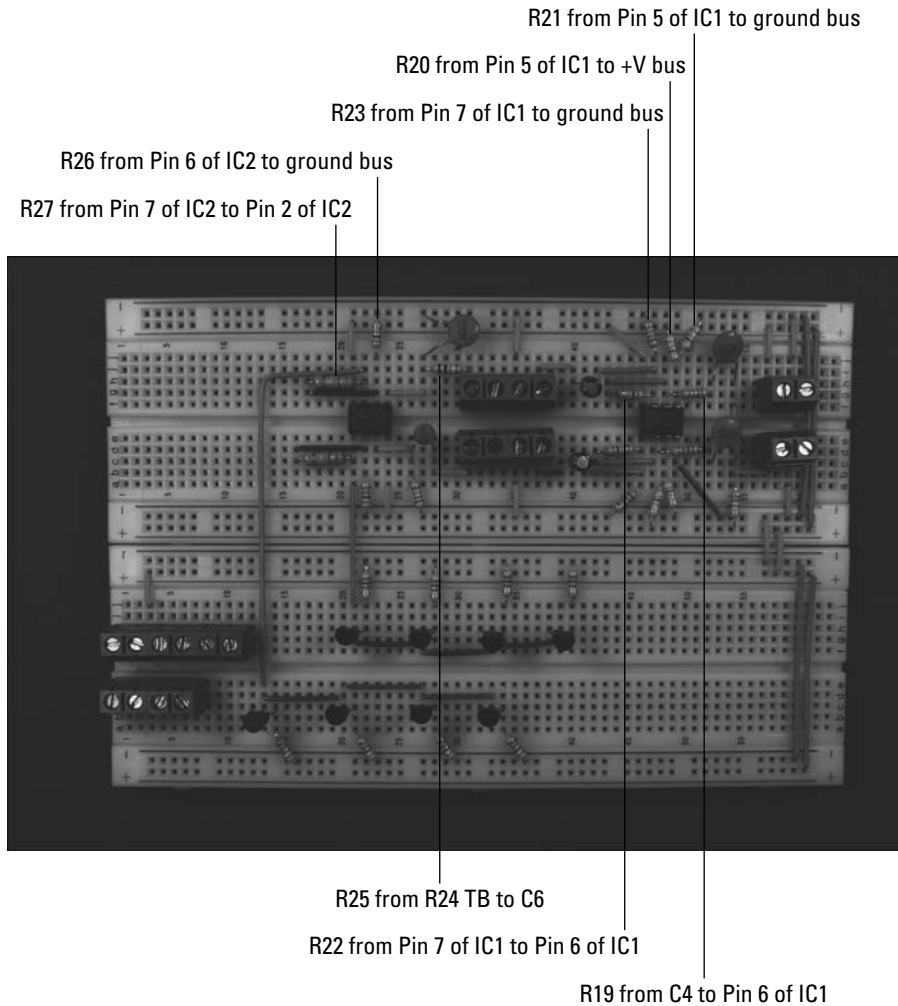 R21 from Pin 5 of IC1 to ground bus
R20 from Pin 5 of IC1 to +V bus
R23 from Pin 7 of IC1 to ground bus
R26 from Pin 6 of IC2 to ground bus
R27 from Pin 7 of IC2 to Pin 2 of IC2
R25 from R24 TB to C6
R22 from Pin 7 of IC1 to Pin 6 of IC1
R19 from C4 to Pin 6 of IC1